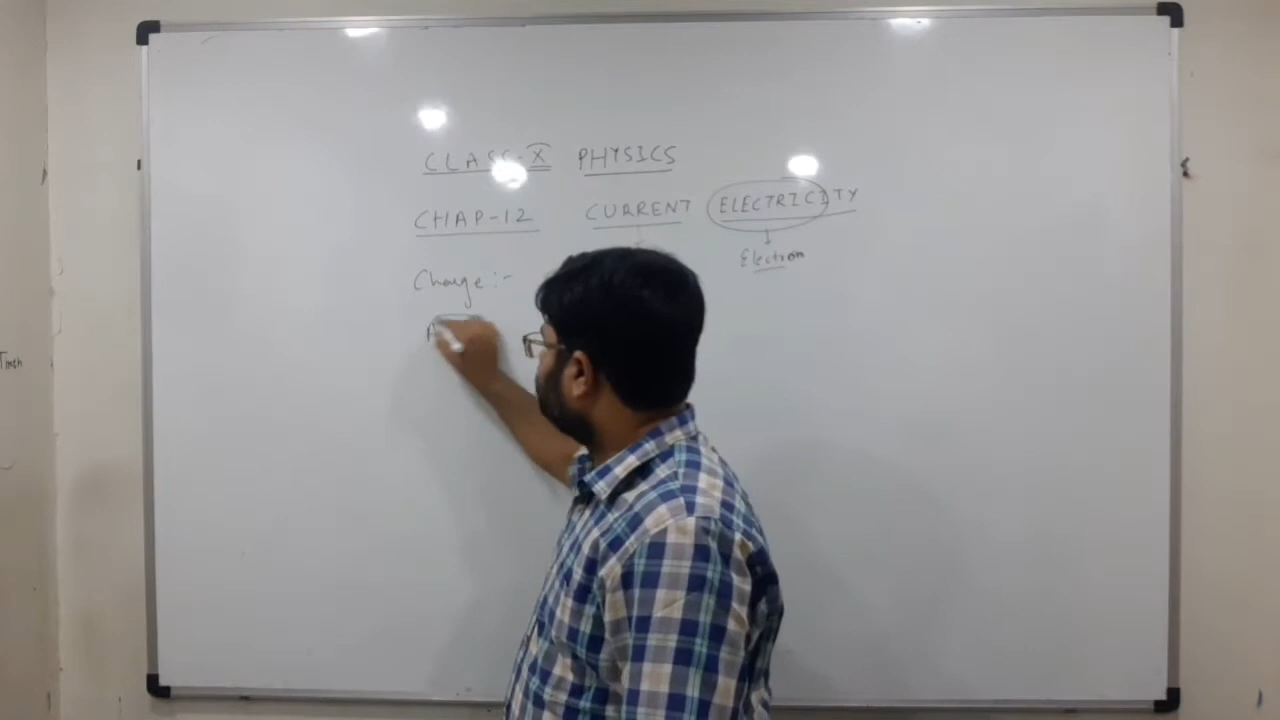 CLASS-X PHYSICS
CHAP-12 CURRENT ELECTRICITY
Electron
Charge :-
A